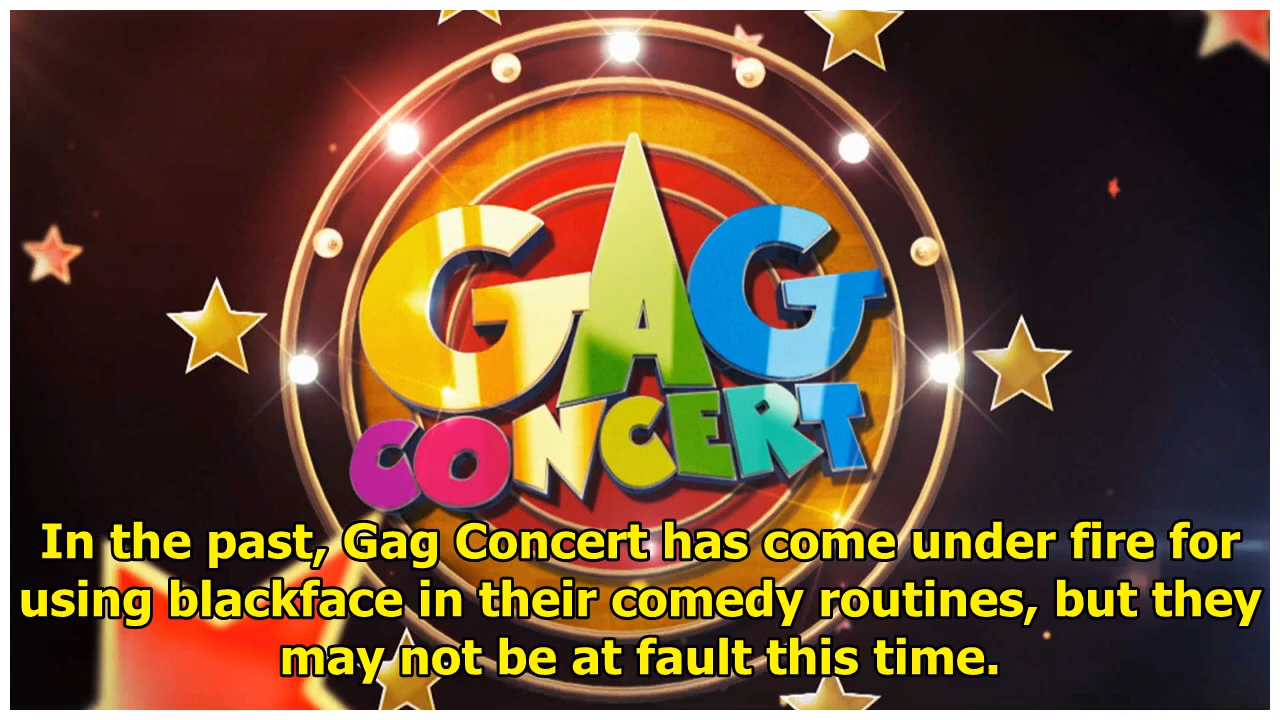 GAG
CONCERT
In the past, Gag Concert has come under fire for
using blackface in their comedy routines, but they
may not be at fault this time.